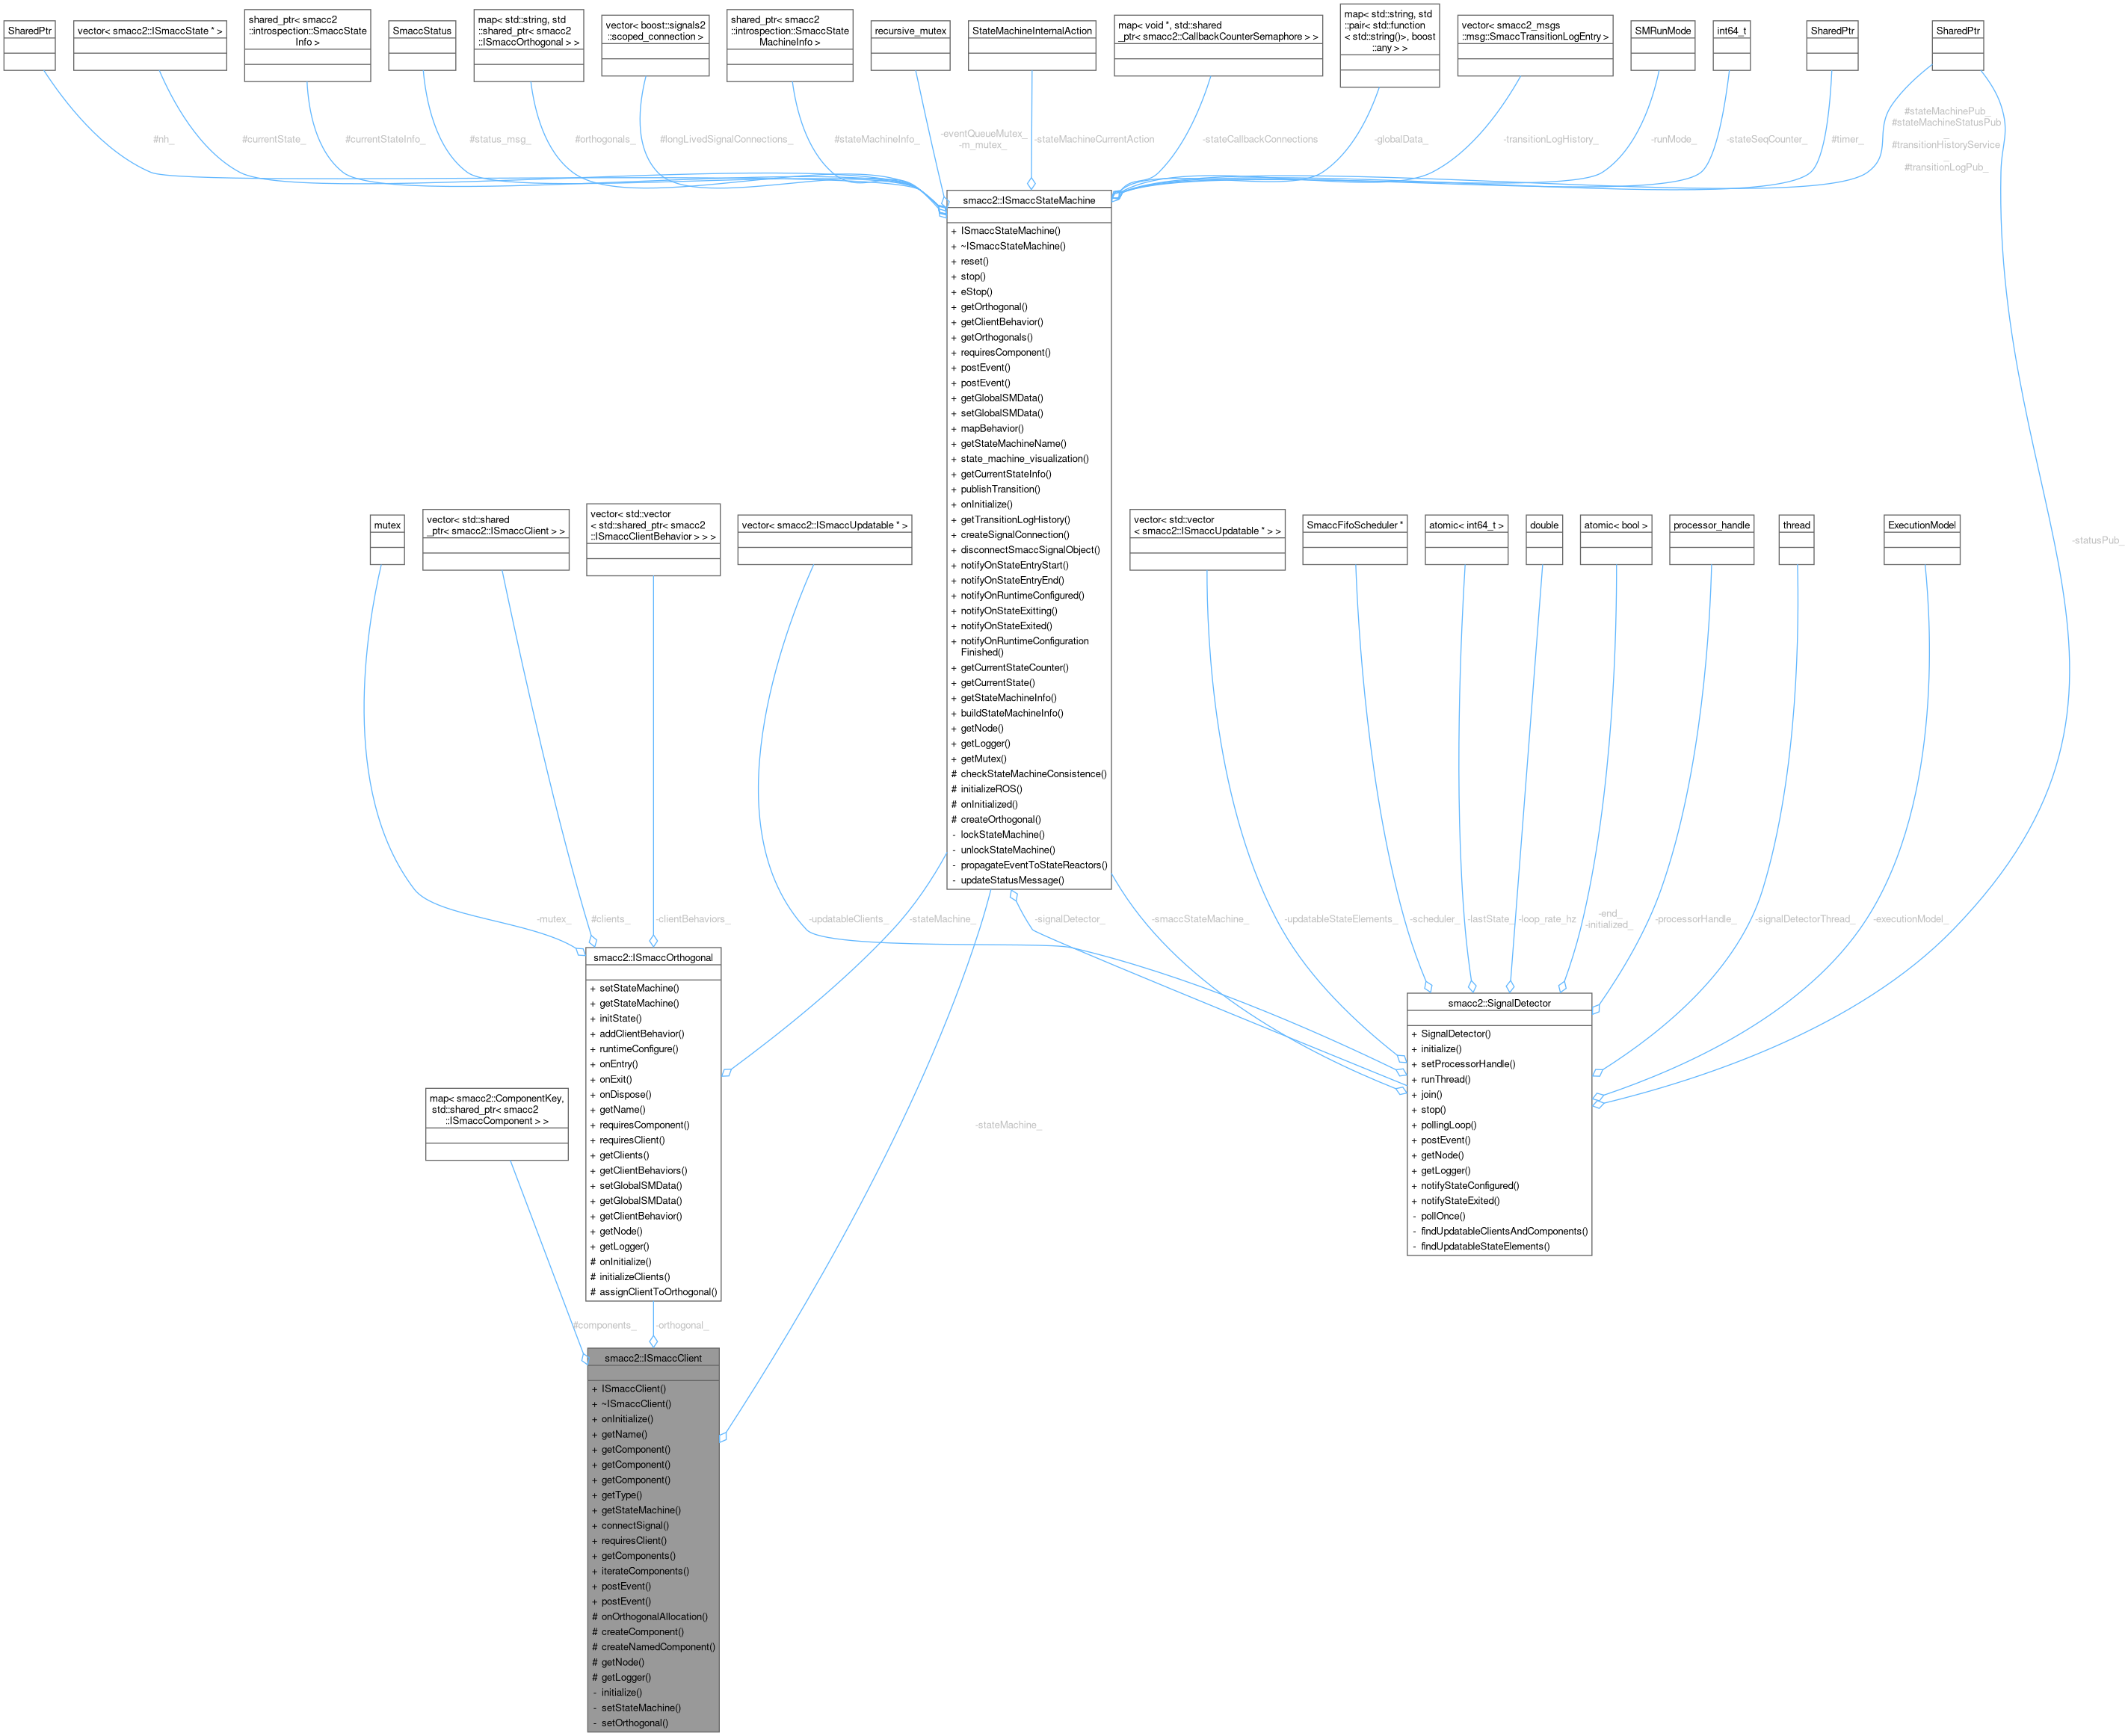 SharedPtr
vector< smacc2::ISmaccState * >
shared_ptr< smacc2
::introspection::SmaccState
Info >
SmaccStatus
map< std::string, std
::shared_ptr< smacc2
::ISmaccOrthogonal > >
vector< boost::signals2
::scoped_connection >
shared_ptr< smacc2
::introspection::SmaccState
MachineInfo >
recursive_mutex
StateMachineInternalAction
map< void *, std::shared
_ptr< smacc2::CallbackCounterSemaphore > >
map< std::string, std
::pair< std::function
< std::string()>, boost
::any > >
vector< smacc2_msgs
::msg::SmaccTransitionLogEntry >
SMRunMode
int64_t
SharedPtr
SharedPtr
#nh_
#currentState_
#currentStateInfo_
#status_msg_
#orthogonals_
#longLivedSignalConnections_
#stateMachineInfo_
-eventQueueMutex_
-m_mutex_
-stateMachineCurrentAction
-stateCallbackConnections
-globalData_
-transitionLogHistory_
-runMode_
-stateSeqCounter_
#timer_
#stateMachinePub_
#stateMachineStatusPub
_
#transitionHistoryService
_
#transitionLogPub_
smacc2::ISmaccStateMachine
+ ISmaccStateMachine()
+ ~ISmaccStateMachine()
+ reset()
+ stop()
+ eStop()
+ getOrthogonal()
+ getClientBehavior()
+ getOrthogonals()
+ requiresComponent()
+ postEvent()
+ postEvent()
+ getGlobalSMData()
+ setGlobalSMData()
+ mapBehavior()
+ getStateMachineName()
+ state_machine_visualization()
+ getCurrentStateInfo()
+ publishTransition()
+ onInitialize()
+ getTransitionLogHistory()
+ createSignalConnection()
+ disconnectSmaccSignalObject()
+ notifyOnStateEntryStart()
+ notifyOnStateEntryEnd()
+ notifyOnRuntimeConfigured()
+ notifyOnStateExitting()
+ notifyOnStateExited()
+ notifyOnRuntimeConfiguration
Finished()
+ getCurrentStateCounter()
+ getCurrentState()
+ getStateMachineInfo()
+ buildStateMachineInfo()
+ getNode()
+ getLogger()
+ getMutex()
# checkStateMachineConsistence()
# initializeROS()
# onInitialized()
# createOrthogonal()
- lockStateMachine()
- unlockStateMachine()
- propagateEventToStateReactors()
- updateStatusMessage()
mutex
vector< std::shared
_ptr< smacc2::ISmaccClient > >
vector< std::vector
< std::shared_ptr< smacc2
::ISmaccClientBehavior > > >
vector< smacc2::ISmaccUpdatable * >
vector< std::vector
< smacc2::ISmaccUpdatable * > >
SmaccFifoScheduler *
atomic< int64_t >
double
atomic< bool >
processor_handle
thread
ExecutionModel
-statusPub_
-mutex_
#clients_
-clientBehaviors_
-updatableClients_
-stateMachine_
-signalDetector_
-smaccStateMachine_
-updatableStateElements_
-scheduler_
-lastState_
-loop_rate_hz
-end_
-initialized_
-processorHandle_
-signalDetectorThread_
-executionModel_
smacc2::ISmaccOrthogonal
+ setStateMachine()
+ getStateMachine()
+ initState()
+ addClientBehavior()
+ runtimeConfigure()
+ onEntry()
+ onExit()
+ onDispose()
+ getName()
+ requiresComponent()
+ requiresClient()
+ getClients()
+ getClientBehaviors()
+ setGlobalSMData()
+ getGlobalSMData()
+ getClientBehavior()
+ getNode()
+ getLogger()
# onInitialize()
# initializeClients()
# assignClientToOrthogonal()
smacc2::SignalDetector
+ SignalDetector()
+ initialize()
+ setProcessorHandle()
+ runThread()
+ join()
+ stop()
+ pollingLoop()
+ postEvent()
+ getNode()
+ getLogger()
+ notifyStateConfigured()
+ notifyStateExited()
- pollOnce()
- findUpdatableClientsAndComponents()
- findUpdatableStateElements()
map< smacc2::ComponentKey,
std::shared_ptr< smacc2
::ISmaccComponent > >
-stateMachine_
#components_
-orthogonal_
smacc2::ISmaccClient
+ ISmaccClient()
+ ~ISmaccClient()
+ onInitialize()
+ getName()
+ getComponent()
+ getComponent()
+ getComponent()
+ getType()
+ getStateMachine()
+ connectSignal()
+ requiresClient()
+ getComponents()
+ iterateComponents()
+ postEvent()
+ postEvent()
# onOrthogonalAllocation()
# createComponent()
# createNamedComponent()
# getNode()
# getLogger()
- initialize()
- setStateMachine()
- setOrthogonal()